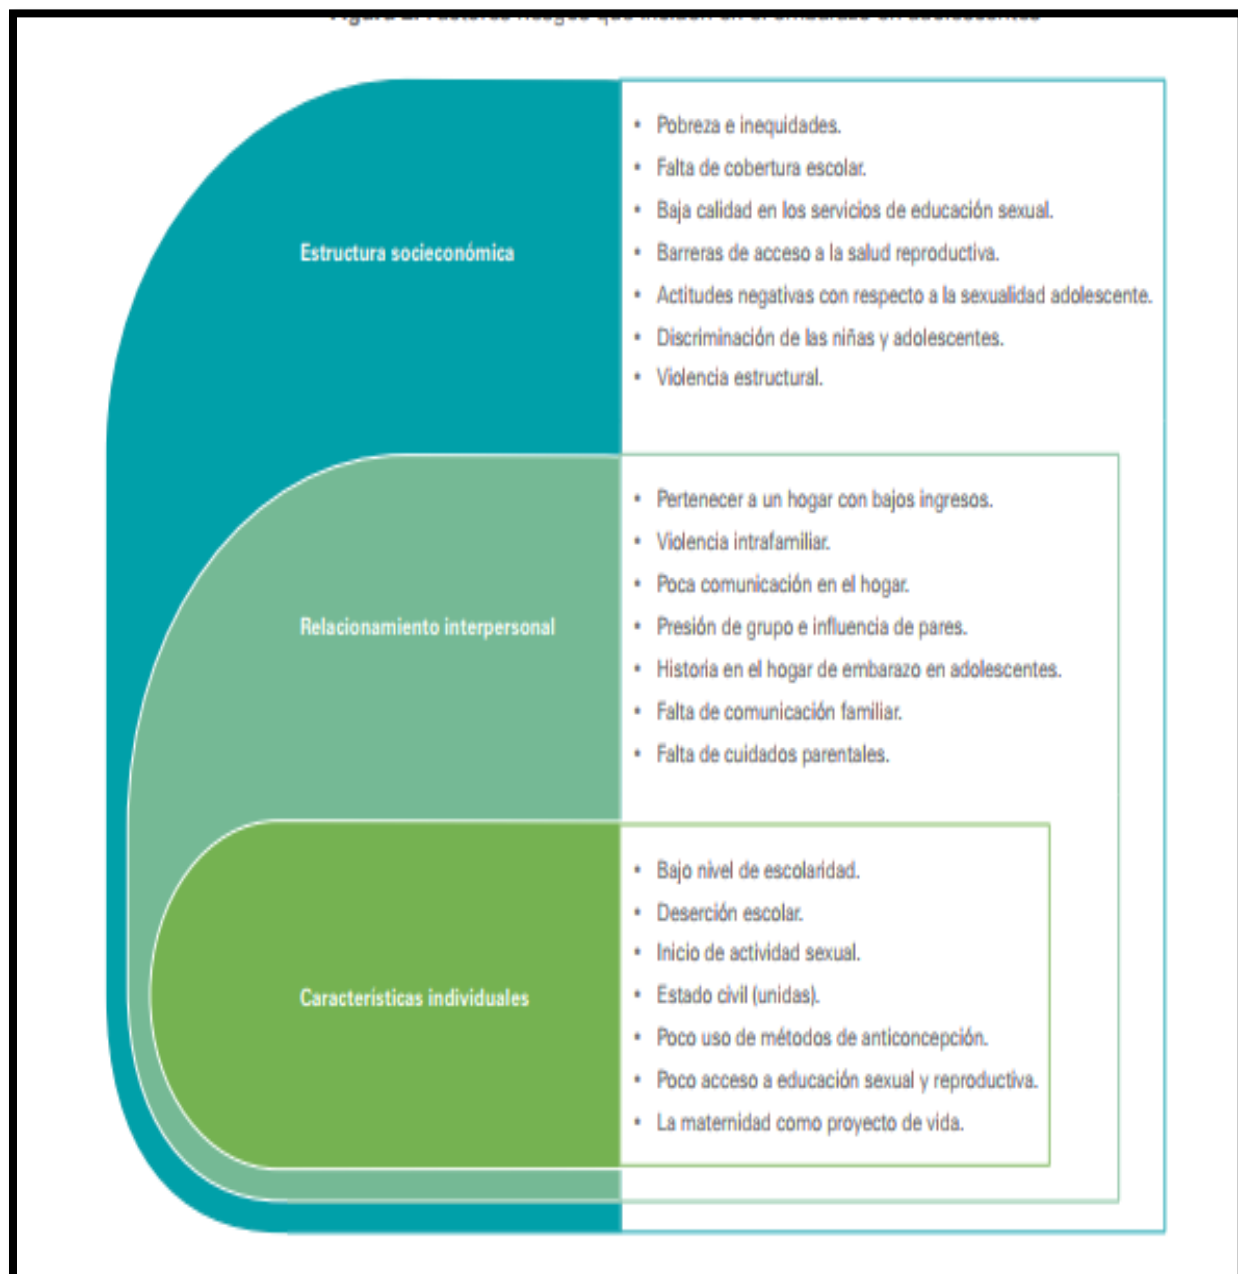 Estructura socieconómica
• Pobreza e inequidades.
• Falta de cobertura escolar.
• Baja calidad en los servicios de educación sexual.
• Barreras de acceso a la salud reproductiva.
• Actitudes negativas con respecto a la sexualidad adolescente.
• Discriminación de las niñas y adolescentes.
• Violencia estructural.
Relacionamiento interpersonal
• Pertenecer a un hogar con bajos ingresos.
• Violencia intrafamiliar.
• Poca comunicación en el hogar.
• Presión de grupo e influencia de pares.
• Historia en el hogar de embarazo en adolescentes.
• Falta de comunicación familiar.
• Falta de cuidados parentales.
Características individuales
• Bajo nivel de escolaridad.
• Deserción escolar.
• Inicio de actividad sexual.
• Estado civil (unidas).
• Poco uso de métodos de anticoncepción.
• Poco acceso a educación sexual y reproductiva.
• La maternidad como proyecto de vida.